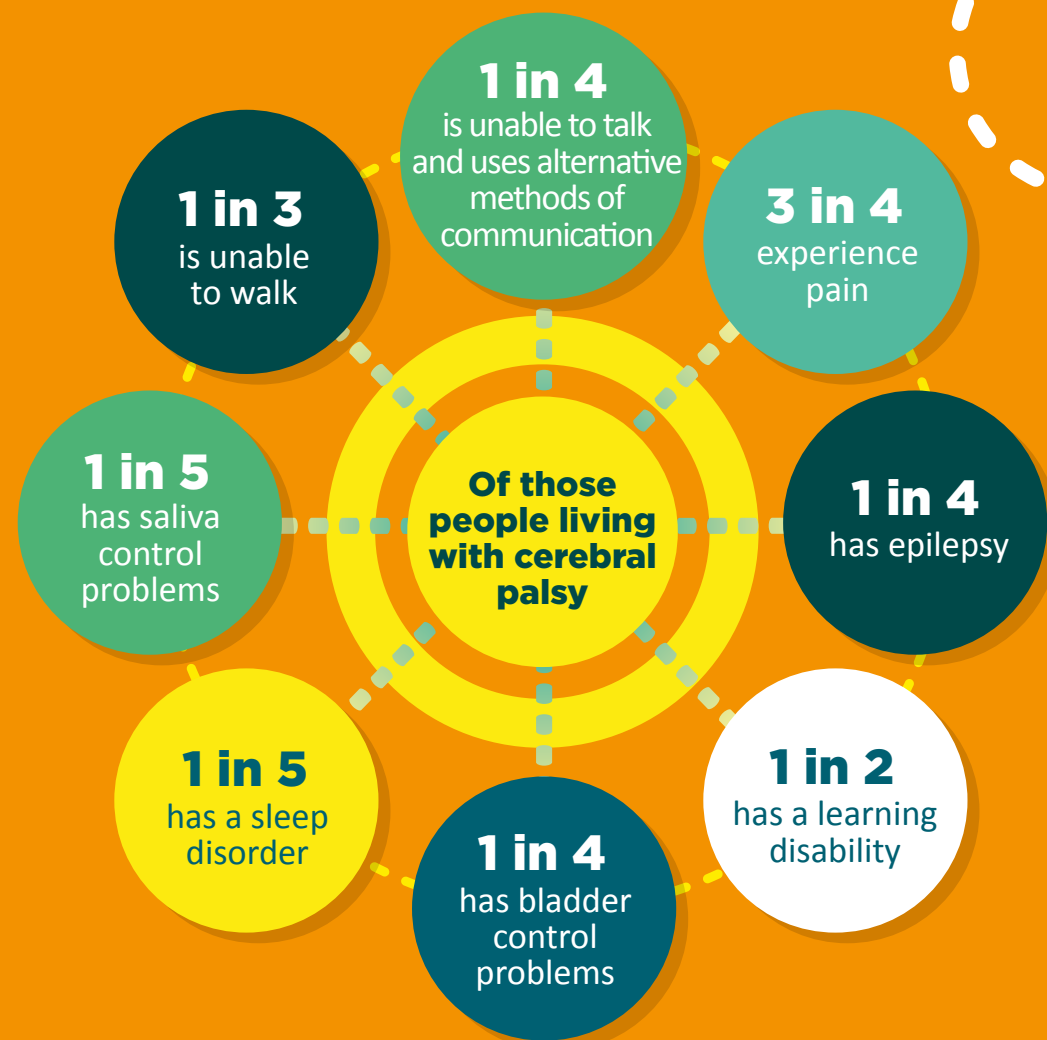 1 in 4
is unable to talk
and uses alternative
methods of
communication
3 in 4
experience
pain
1 in 4
has epilepsy
1 in 2
has a learning
disability
1 in 4
has bladder
control
problems
1 in 5
has a sleep
disorder
1 in 5
has saliva
control
problems
1 in 3
is unable
to walk
Of those
people living
with cerebral
palsy